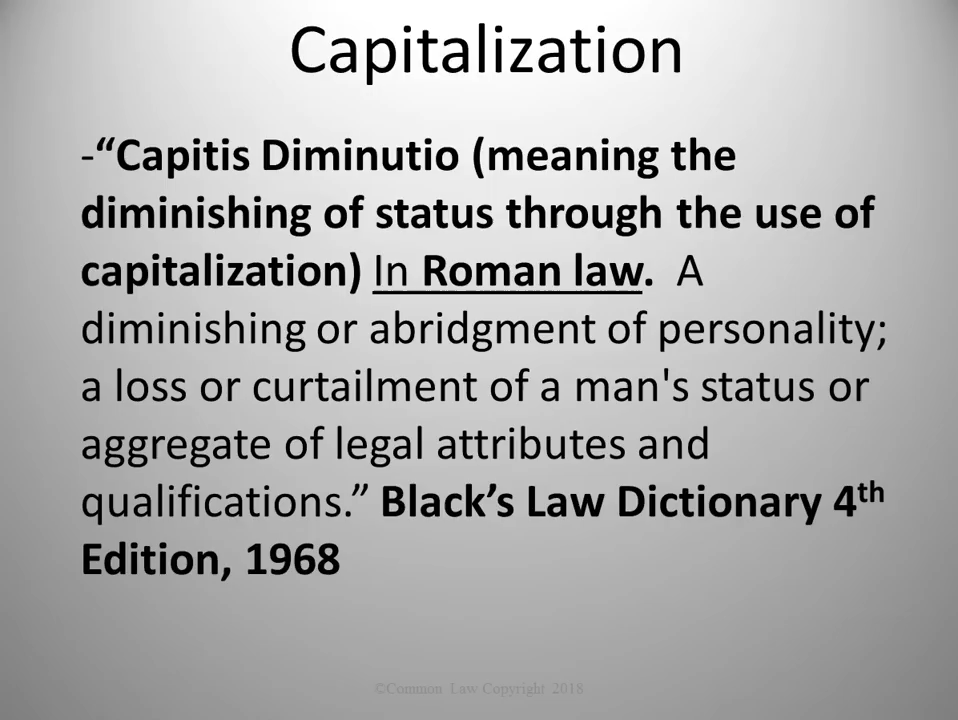 Capitalization
-“Capitis Diminutio (meaning the
diminishing of status through the use of
capitalization) In Roman law.  A
diminishing or abridgment of personality;
a loss or curtailment of a man's status or
aggregate of legal attributes and
qualifications.” Black’s Law Dictionary 4th
Edition, 1968
©Common Law Copyright 2018